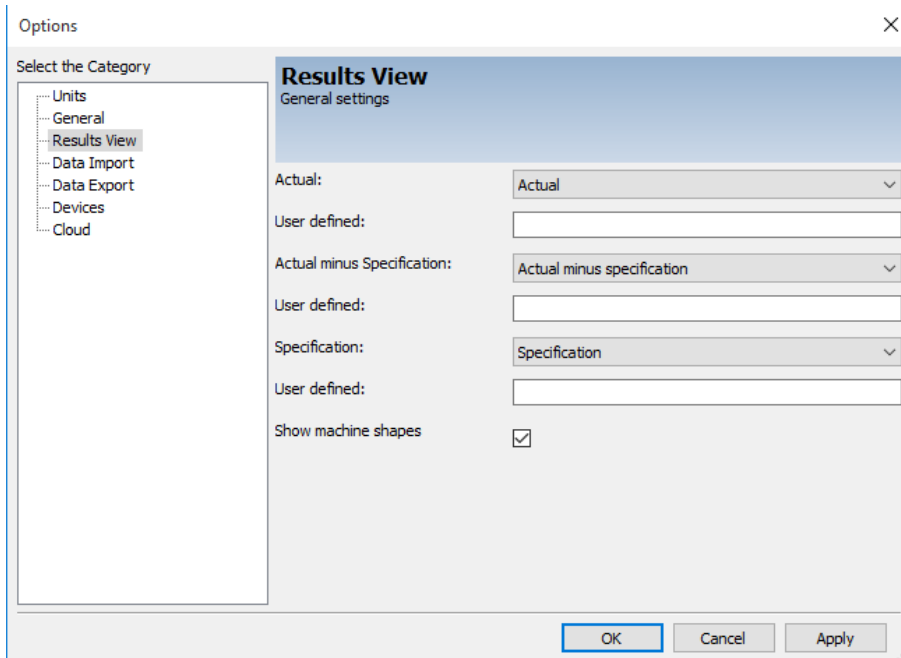 Options
Select the Category
Units
General
Results View
Data Import
Data Export
Devices
Cloud
Results View
General settings
Actual:
Actual
User defined:
Actual minus Specification:
Actual minus specification
User defined:
Specification:
Specification
User defined:
Show machine shapes
OK
Cancel
Apply